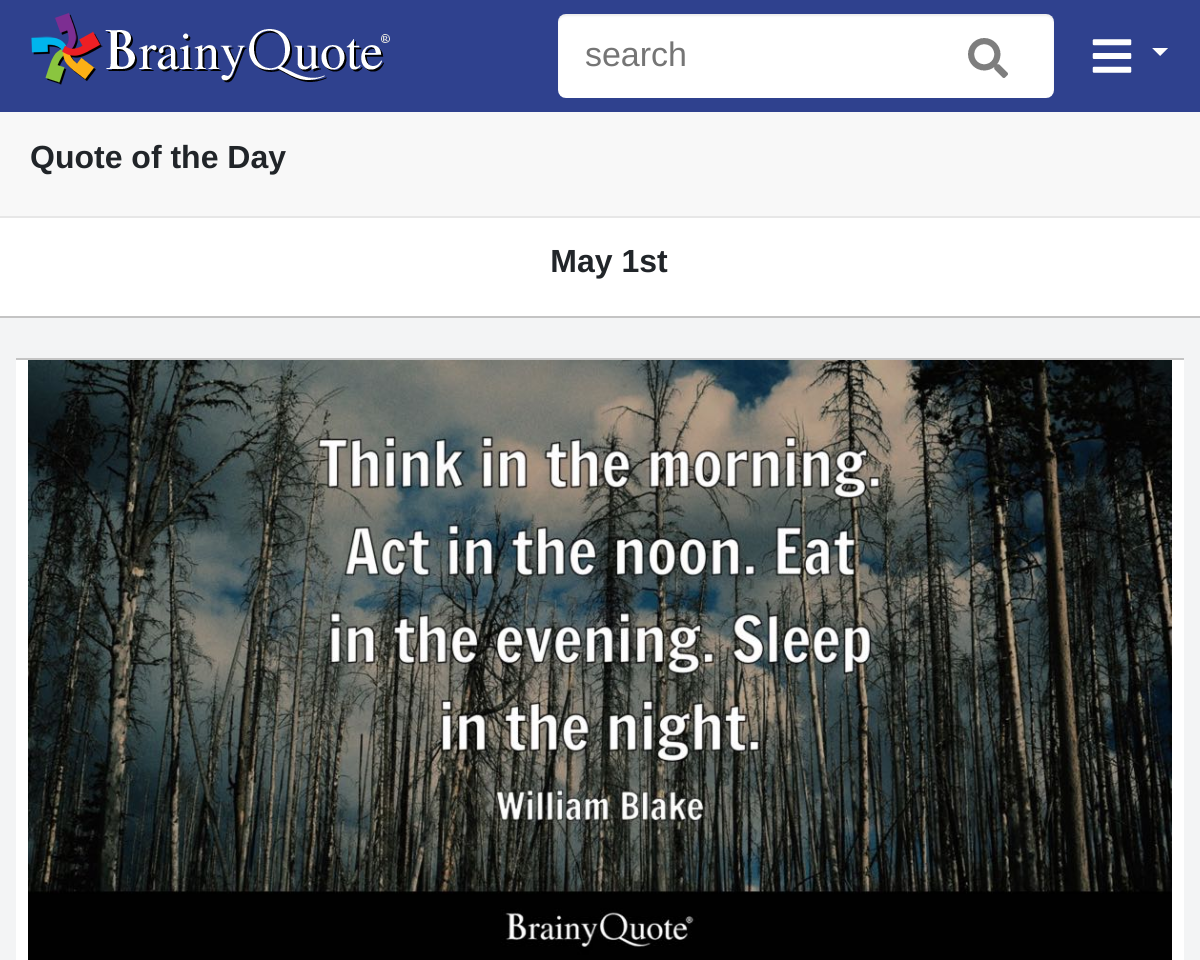 BrainyQuote®
search
Quote of the Day
May 1st
Think in the morning.
Act in the noon. Eat
in the evening. Sleep
in the night.
William Blake
BrainyQuote®